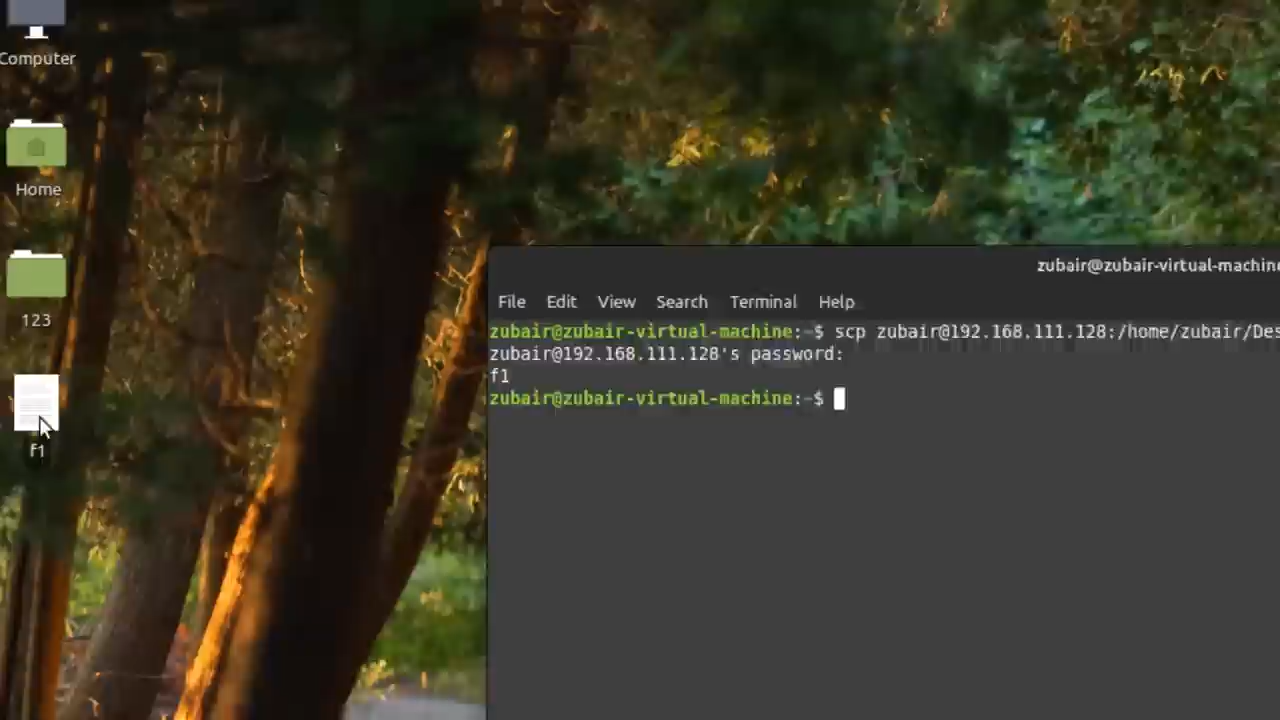 Computer
Home
123
f1
zubair@zubair-virtual-machine
File Edit View Search Terminal Help
zubair@zubair-virtual-machine:~$ scp zubair@192.168.111.128:/home/zubair/Des
zubair@192.168.111.128's password:
f1
zubair@zubair-virtual-machine:~$